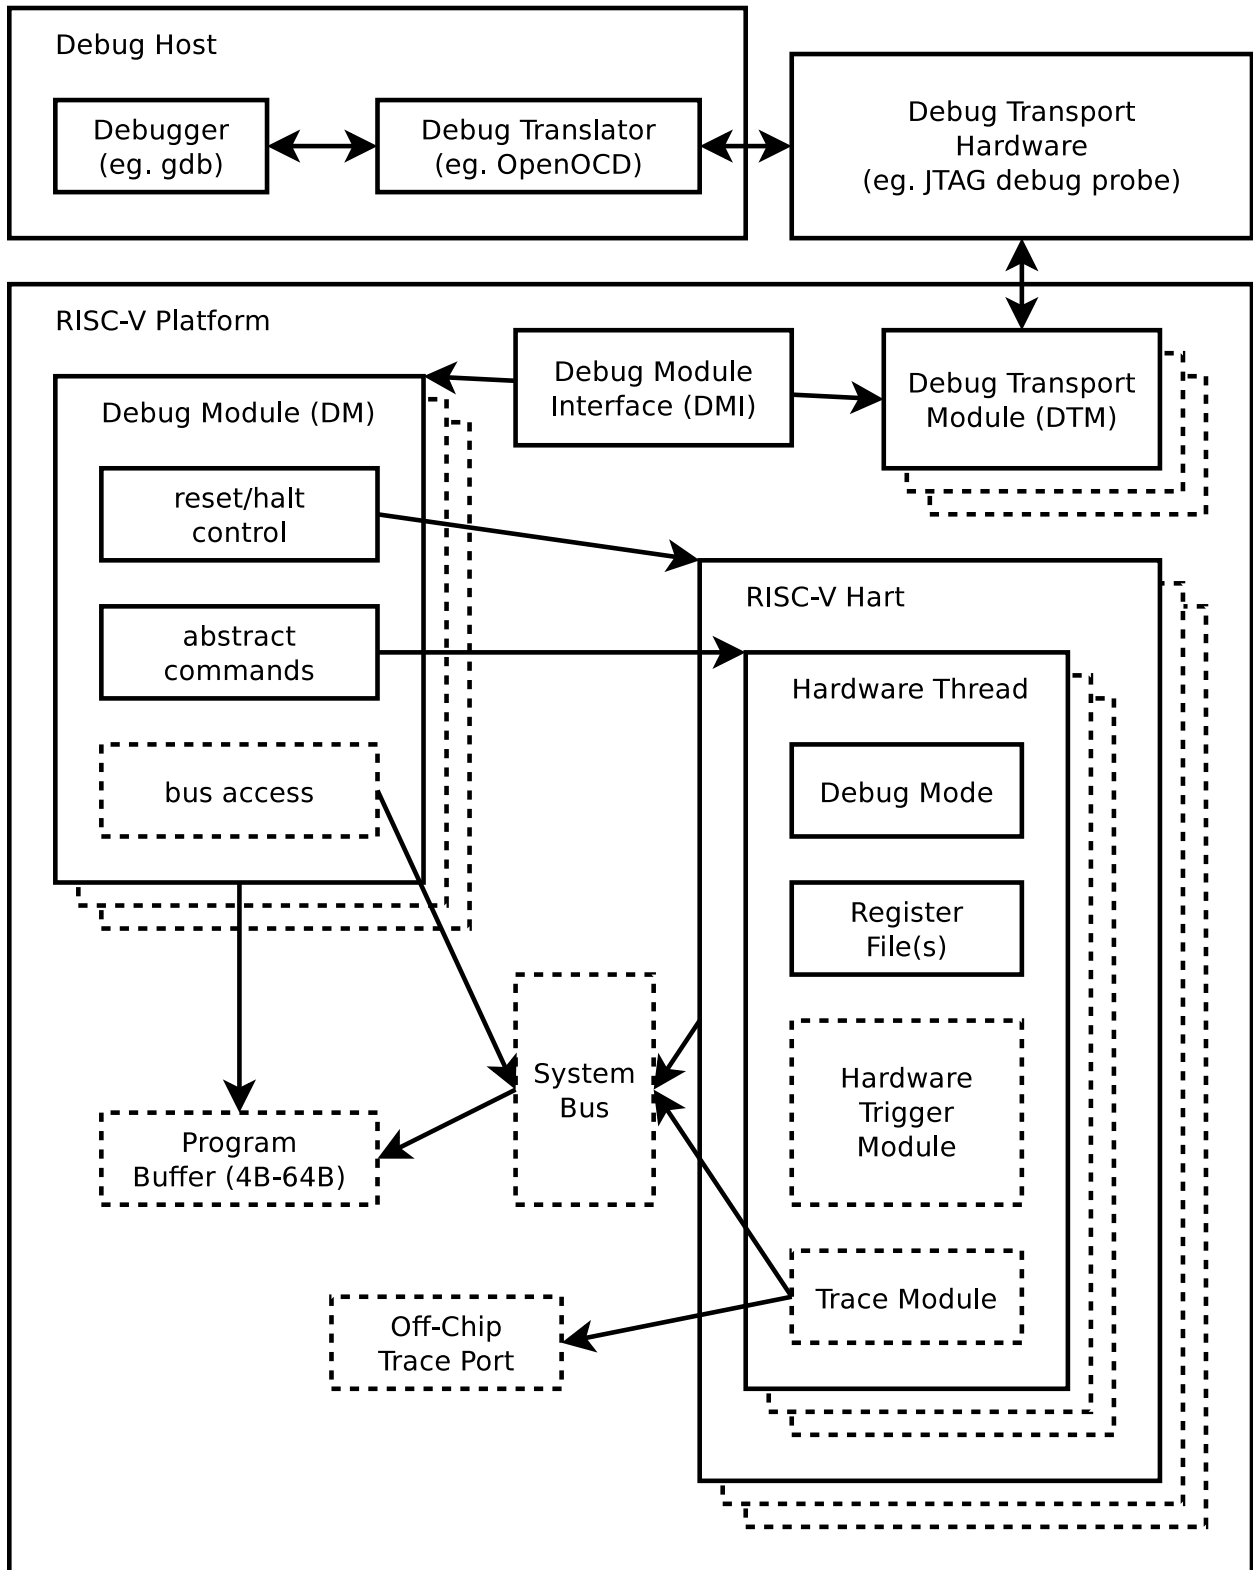 Debug Host
Debugger
(eg. gdb)
Debug Translator
(eg. OpenOCD)
Debug Transport
Hardware
(eg. JTAG debug probe)
RISC-V Platform
Debug Module
Interface (DMI)
Debug Transport
Module (DTM)
Debug Module (DM)
reset/halt
control
abstract
commands
bus access
RISC-V Hart
Hardware Thread
Debug Mode
Register
File(s)
Hardware
Trigger
Module
Trace Module
System
Bus
Program
Buffer (4B-64B)
Off-Chip
Trace Port